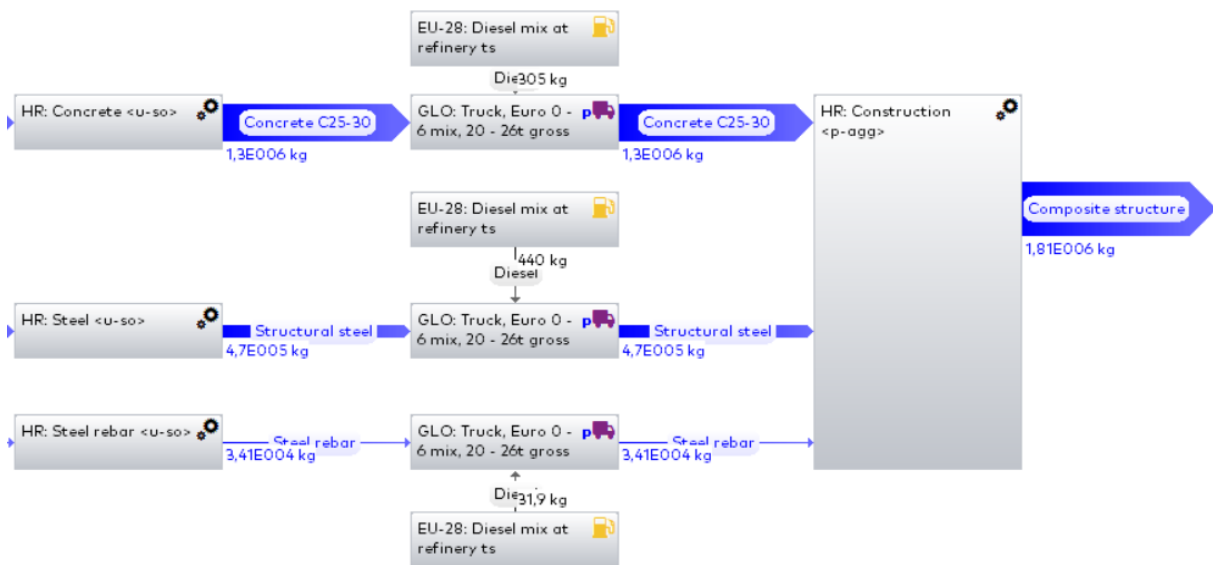 EU-28: Diesel mix at
refinery ts
Die 305 kg
HR: Concrete <u-so>
Concrete C25-30
1,3E006 kg
GLO: Truck, Euro 0 -
6 mix, 20 - 26t gross
p
Concrete C25-30
1,3E006 kg
HR: Construction
<p-agg>
Composite structure
1,81E006 kg
EU-28: Diesel mix at
refinery ts
440 kg
Diesel
HR: Steel <u-so>
Structural steel
4,7E005 kg
GLO: Truck, Euro 0 -
6 mix, 20 - 26t gross
p
Structural steel
4,7E005 kg
HR: Steel rebar <u-so>
Steel rebar
3,41E004 kg
GLO: Truck, Euro 0 -
6 mix, 20 - 26t gross
p
Steel rebar
3,41E004 kg
Die 31,9 kg
EU-28: Diesel mix at
refinery ts